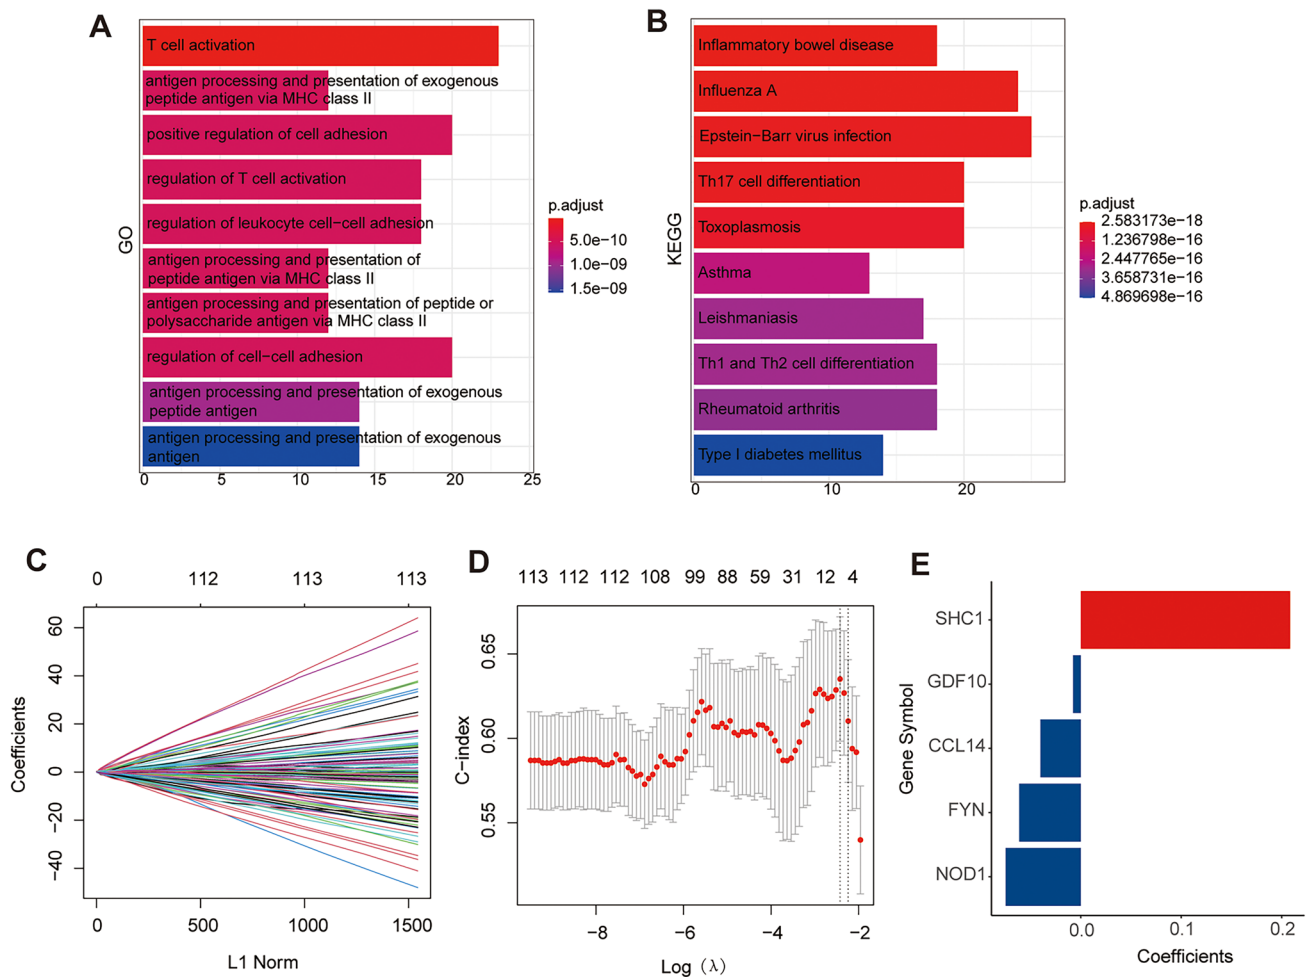 A
T cell activation
antigen processing and presentation of exogenous
peptide antigen via MHC class II
positive regulation of cell adhesion
regulation of T cell activation
regulation of leukocyte cell−cell adhesion
antigen processing and presentation of
peptide antigen via MHC class II
antigen processing and presentation of peptide or
polysaccharide antigen via MHC class II
regulation of cell−cell adhesion
antigen processing and presentation of exogenous
peptide antigen
antigen processing and presentation of exogenous
antigen
GO
0 5 10 15 20 25
p.adjust
5.0e−10
1.0e−09
1.5e−09
B
Inflammatory bowel disease
Influenza A
Epstein−Barr virus infection
Th17 cell differentiation
Toxoplasmosis
Asthma
Leishmaniasis
Th1 and Th2 cell differentiation
Rheumatoid arthritis
Type I diabetes mellitus
KEGG
0 10 20
p.adjust
2.583173e−18
1.236798e−16
2.447765e−16
3.658731e−16
4.869698e−16
C
0 112 113 113
60
40
20
0
−20
−40
Coefficients
0 500 1000 1500
L1 Norm
D
113 112 112 108 99 88 59 31 12 4
0.65
0.60
0.55
C−index
−8 −6 −4 −2
Log (λ)
E
SHC1
GDF10
CCL14
FYN
NOD1
Gene Symbol
0.0 0.1 0.2
Coefficients